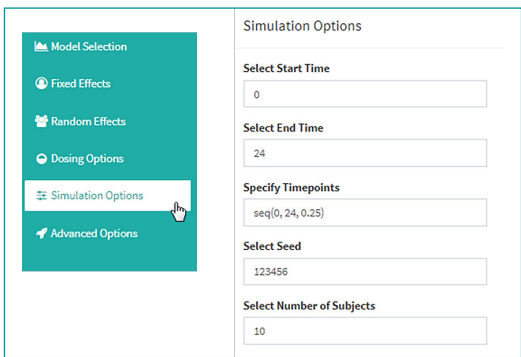 Model Selection
Fixed Effects
Random Effects
Dosing Options
Simulation Options
Advanced Options
Simulation Options
Select Start Time
0
Select End Time
24
Specify Timepoints
seq(0, 24, 0.25)
Select Seed
123456
Select Number of Subjects
10